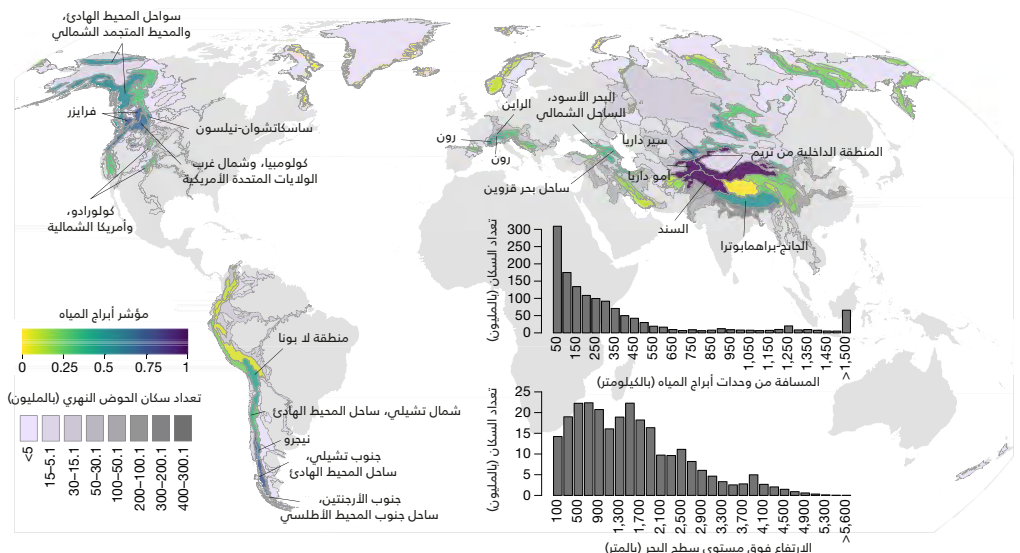 سواحل المحيط الهادئ،
والمحيط المتجمد الشمالي
فرايزر
ساسكاتشوان-نيلسون
كولومبيا، وشمال غرب
الولايات المتحدة الأمريكية
كولورادو،
وأمريكا الشمالية
البحر الأسود،
الساحل الشمالي
الراين
رون
رون
سير داريا
المنطقة الداخلية من تريم
آمو داريا
ساحل بحر قزوين
السند
الجانج-براهمابوترا
منطقة لا بونا
شمال تشيلي، ساحل المحيط الهادئ
نيجرو
جنوب تشيلي،
ساحل المحيط الهادئ
جنوب الأرجنتين،
ساحل جنوب المحيط الأطلسي
مؤشر أبراج المياه
0 0.25 0.5 0.75 1
تعداد سكان الحوض النهري (بالمليون)
<5
15–5.1
30–15.1
50–30.1
100–50.1
200–100.1
300–200.1
400–300.1
تعداد السكان (بالمليون)
300
250
200
150
100
50
0
50 150 250 350 450 550 650 750 850 950 1,050 1,150 1,250 1,350 1,450 >1,500
المسافة من وحدات أبراج المياه (بالكيلومتر)
تعداد السكان (بالمليون)
25
20
15
10
5
0
100 500 900 1,300 1,700 2,100 2,500 2,900 3,300 3,700 4,100 4,500 4,900 5,300 >5,600
الارتفاع فوق مستوى سطح البحر (بالمتر)